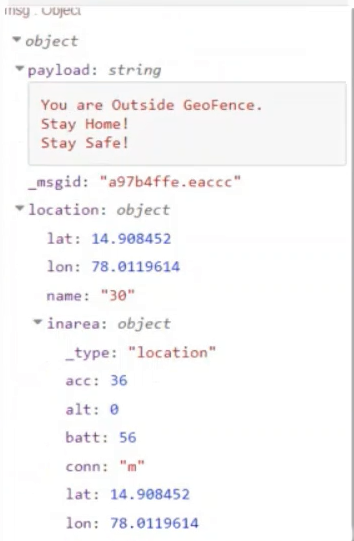 msg : Object
object
payload: string
You are Outside GeoFence.
Stay Home!
Stay Safe!
_msgid: "a97b4ffe.eaccc"
location: object
lat: 14.908452
lon: 78.0119614
name: "30"
inarea: object
_type: "location"
acc: 36
alt: 0
batt: 56
conn: "m"
lat: 14.908452
lon: 78.0119614